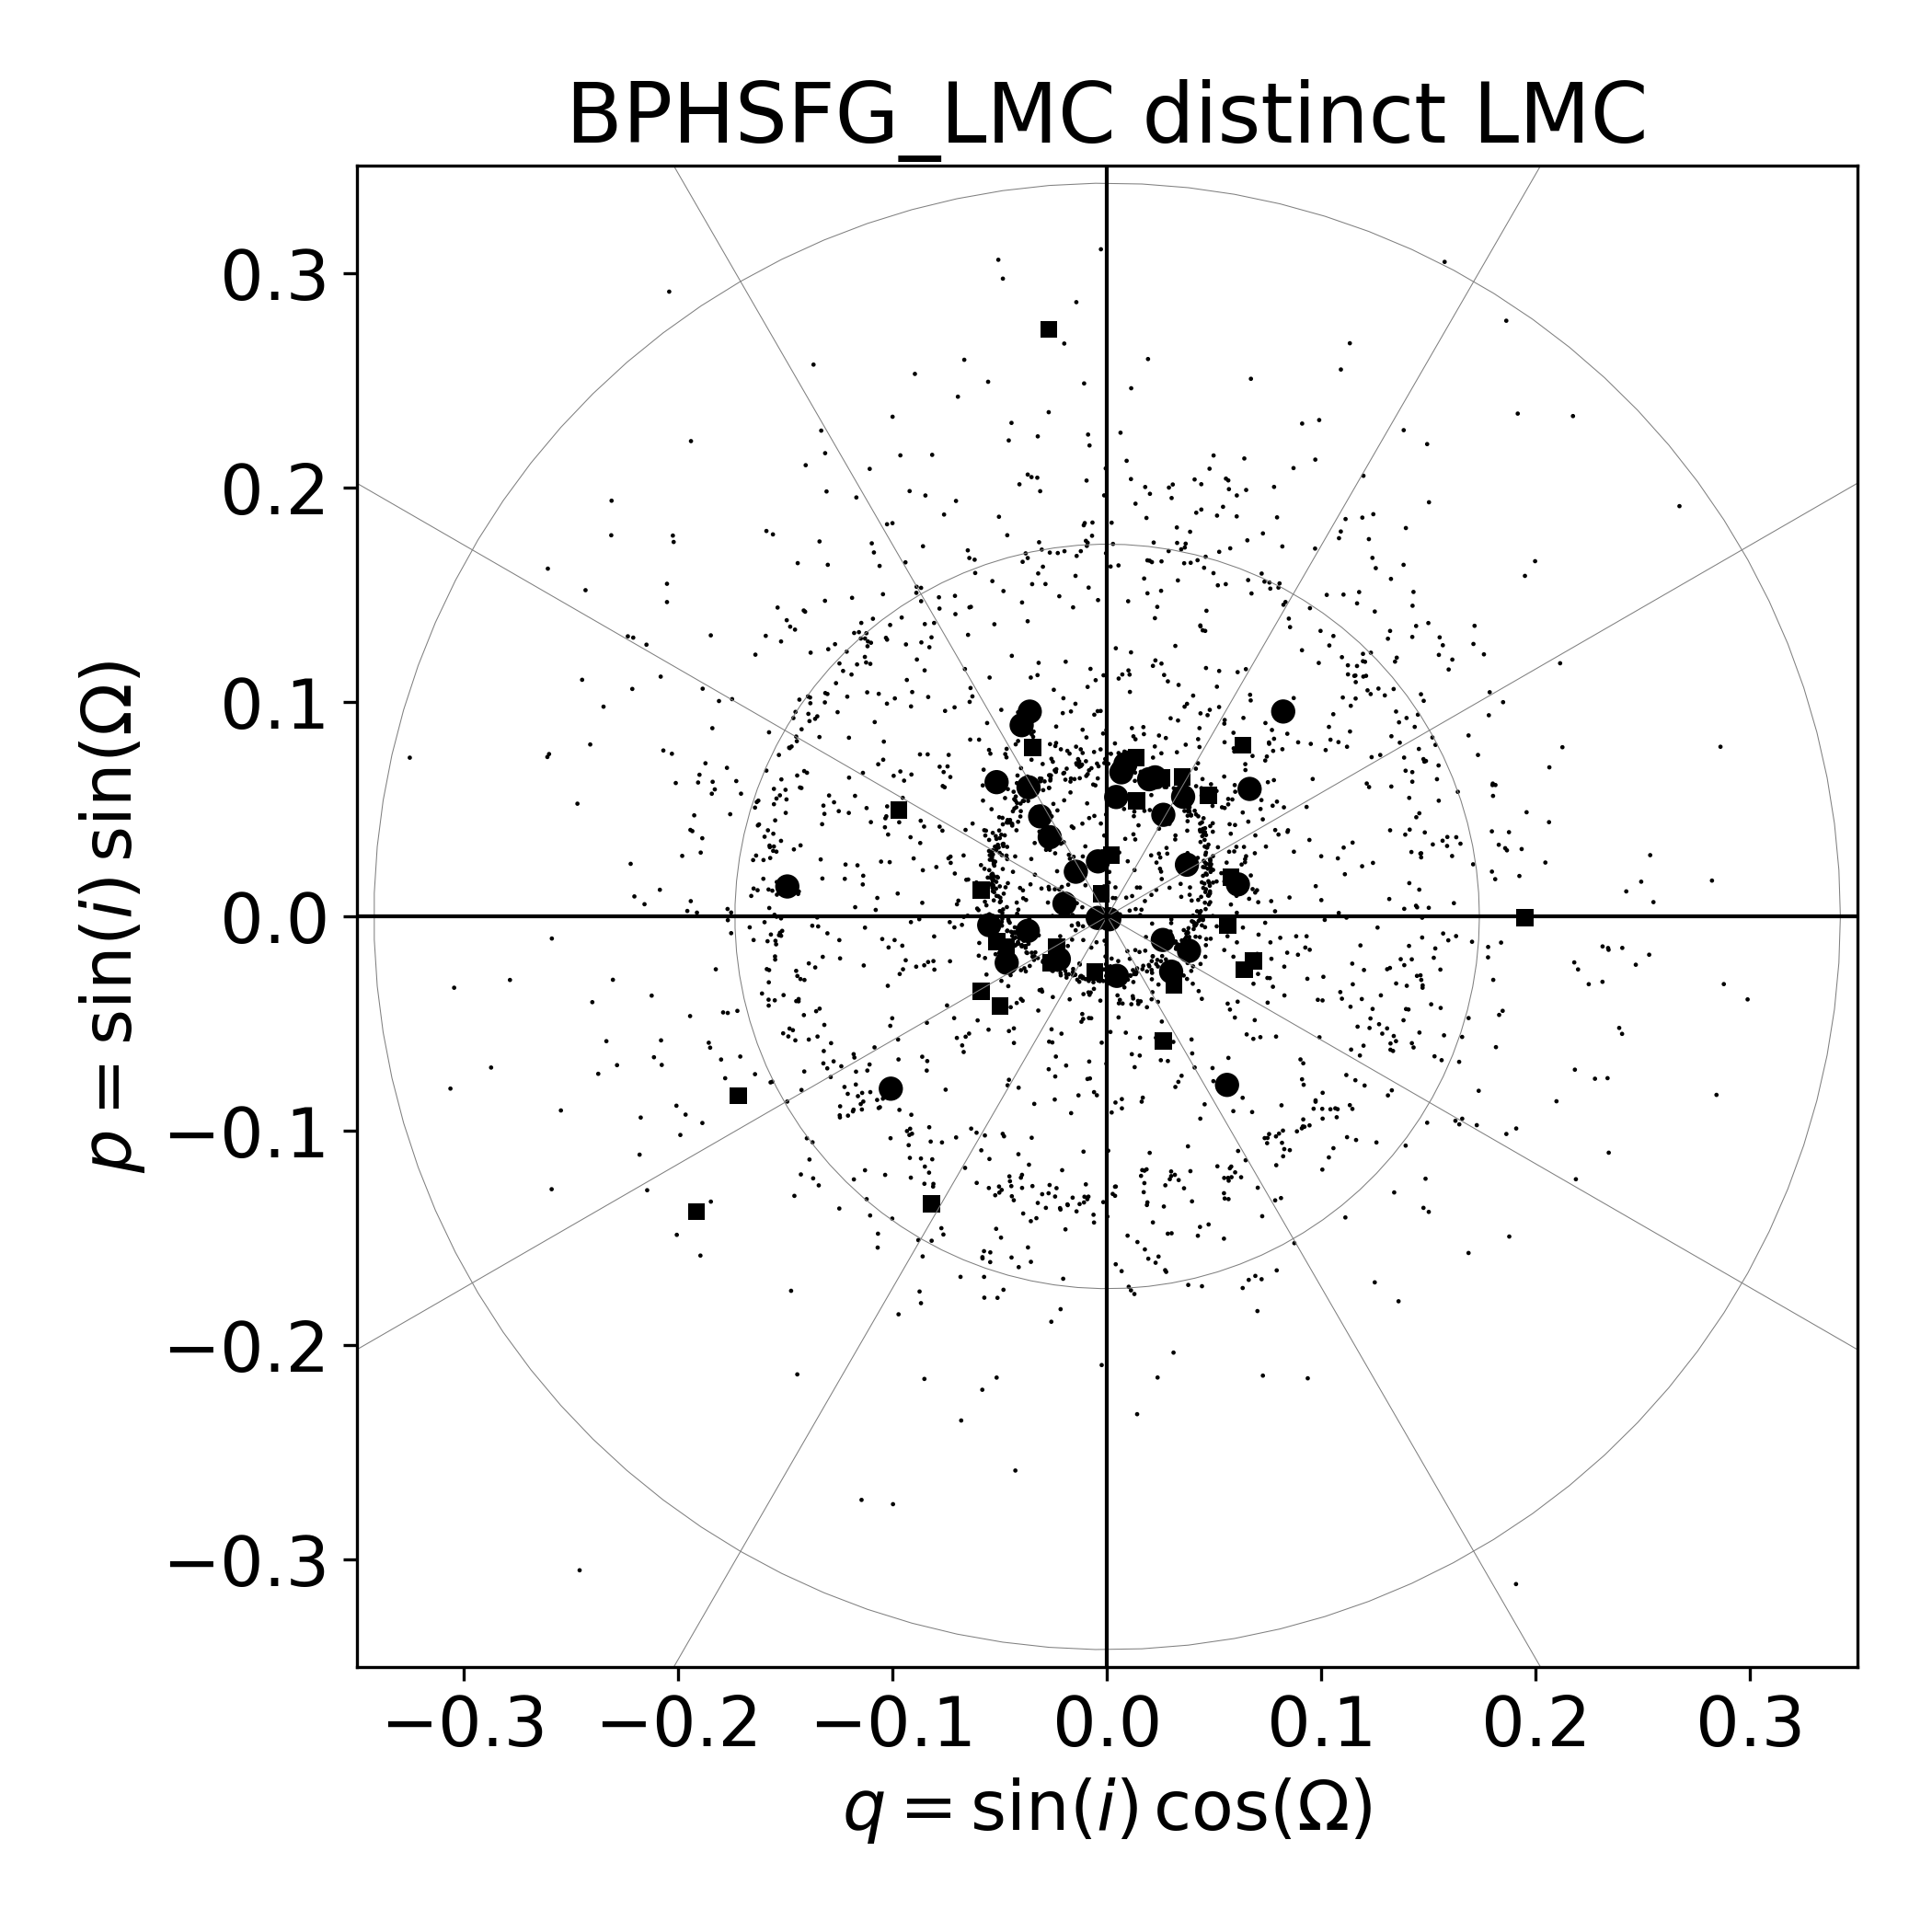 BPHSFG_LMC distinct LMC
0.3
0.2
0.1
0.0
−0.1
−0.2
−0.3
p = sin(i) sin(Ω)
−0.3 −0.2 −0.1 0.0 0.1 0.2 0.3
q = sin(i) cos(Ω)